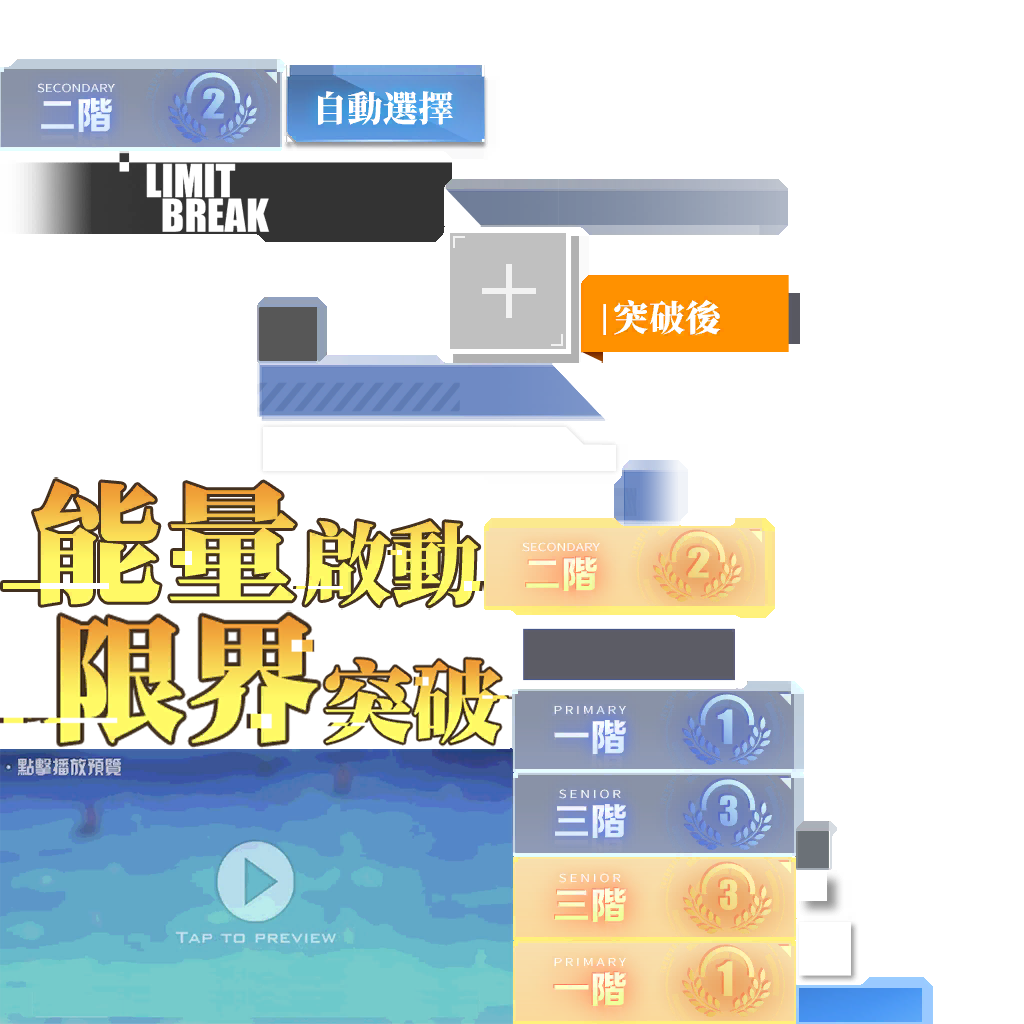 SECONDARY
二階
2
自動選擇
LIMIT
BREAK
突破後
能量啟動
限界突破
SECONDARY
二階
2
PRIMARY
一階
1
SENIOR
三階
3
SENIOR
三階
3
PRIMARY
一階
1
·點擊播放預覽
TAP TO PREVIEW